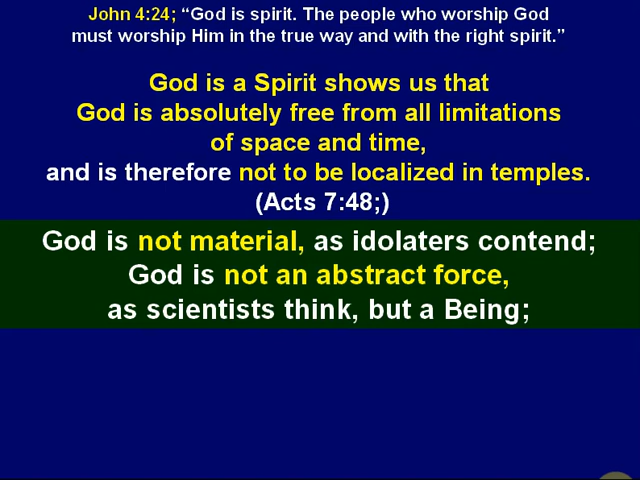 John 4:24; “God is spirit. The people who worship God
must worship Him in the true way and with the right spirit.”
God is a Spirit shows us that
God is absolutely free from all limitations
of space and time,
and is therefore not to be localized in temples.
(Acts 7:48;)
God is not material, as idolaters contend;
God is not an abstract force,
as scientists think, but a Being;